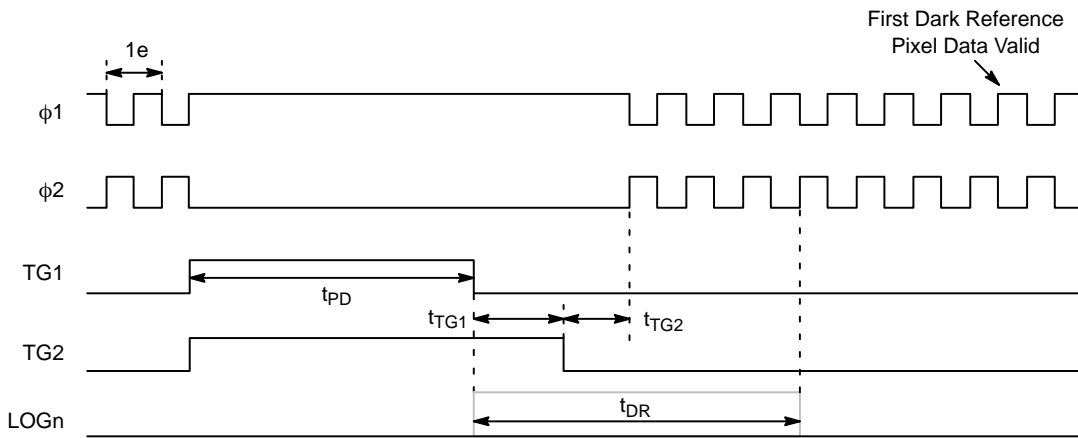 First Dark Reference
Pixel Data Valid
1e
ϕ1
ϕ2
TG1
tPD
tTG1
tTG2
TG2
tDR
LOGn